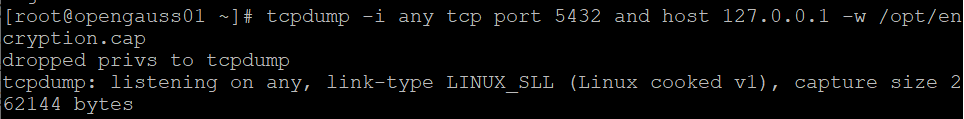 [root@opengauss01 ~]# tcpdump -i any tcp port 5432 and host 127.0.0.1 -w /opt/en
cryption.cap
dropped privs to tcpdump
tcpdump: listening on any, link-type LINUX_SLL (Linux cooked v1), capture size 2
62144 bytes